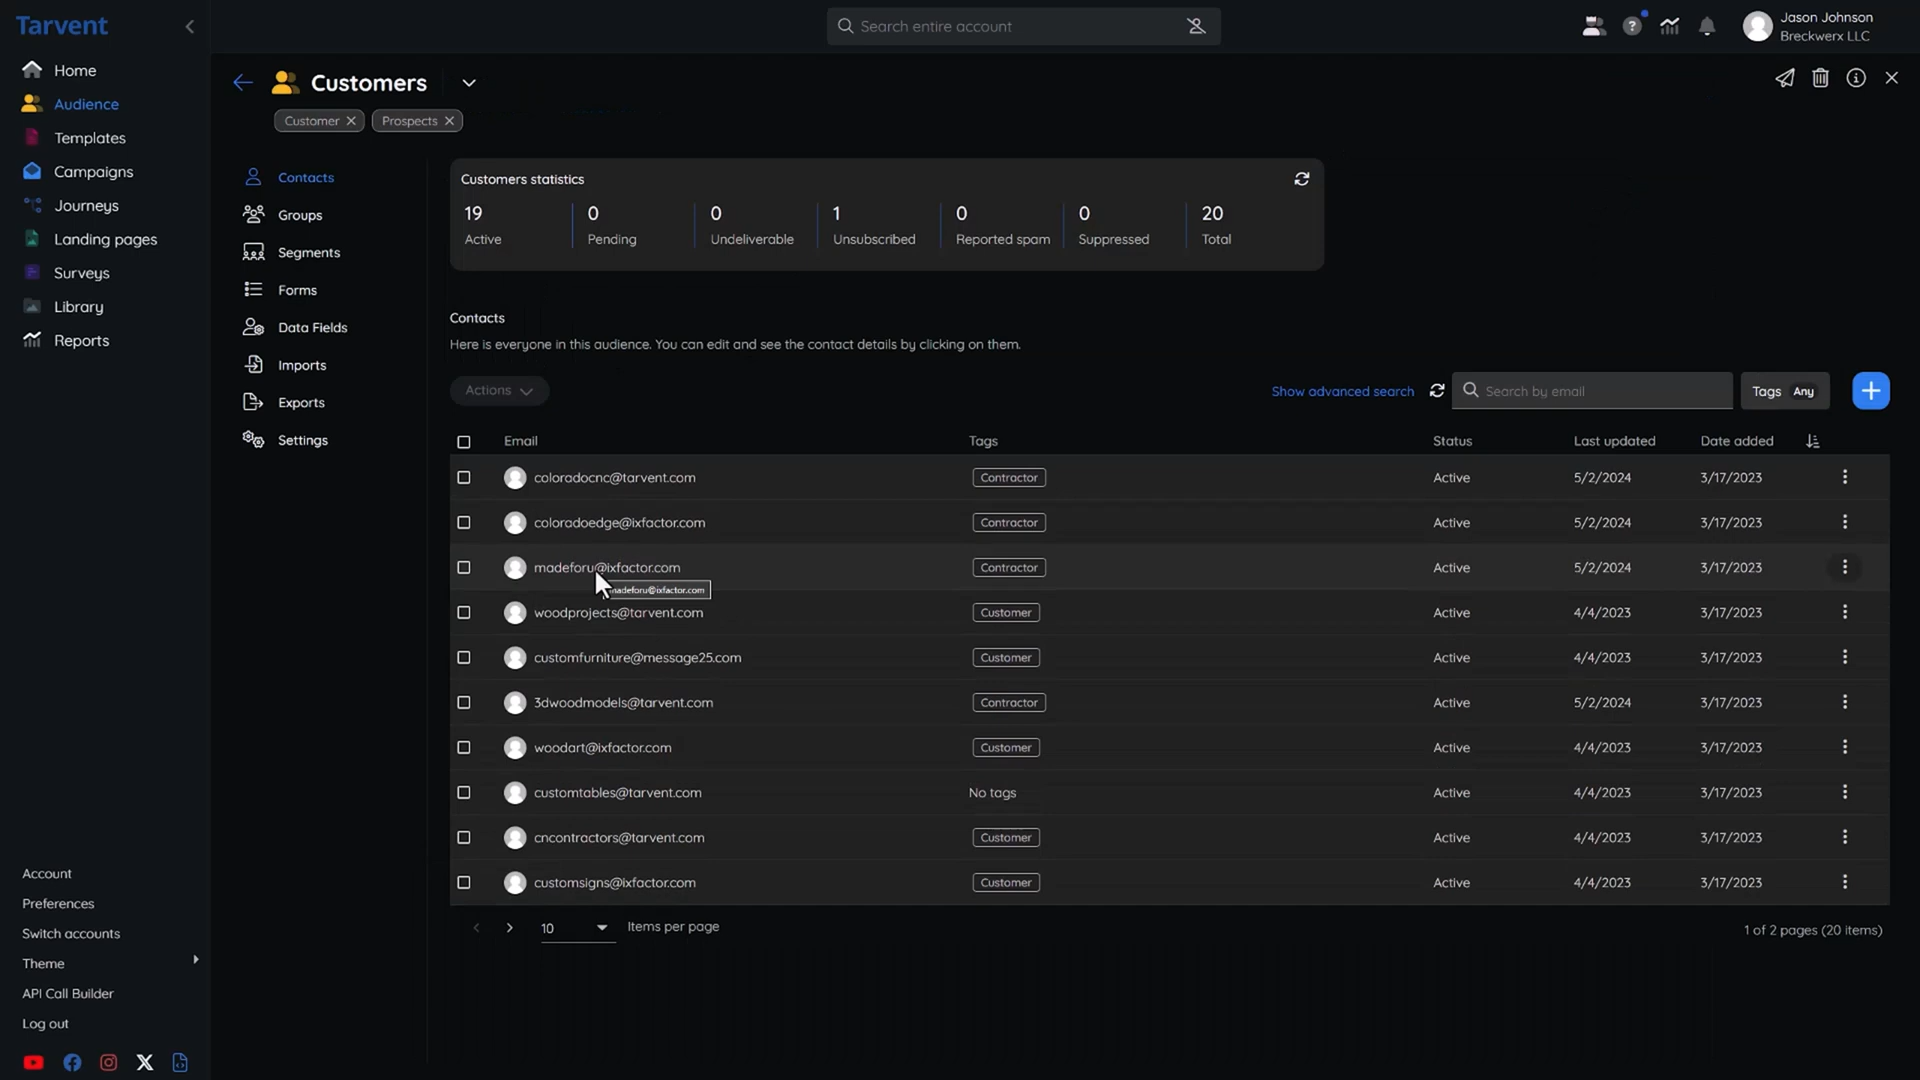 Tarvent
Search entire account
Jason Johnson
Breckwerx LLC
Home
Audience
Templates
Campaigns
Journeys
Landing pages
Surveys
Library
Reports
Customers
Customer
Prospects
Contacts
Groups
Segments
Forms
Data Fields
Imports
Exports
Settings
Customers statistics
19 0 0 1 0 0 20
Active Pending Undeliverable Unsubscribed Reported spam Suppressed Total
Contacts
Here is everyone in this audience. You can edit and see the contact details by clicking on them.
Actions
Show advanced search
Search by email
Tags Any
Email Tags Status Last updated Date added
coloradocnc@tarvent.com Contractor Active 5/2/2024 3/17/2023
coloradoedge@ixfactor.com Contractor Active 5/2/2024 3/17/2023
madeforu@ixfactor.com Contractor Active 5/2/2024 3/17/2023
madeforu@ixfactor.com
woodprojects@tarvent.com Customer Active 4/4/2023 3/17/2023
customfurniture@message25.com Customer Active 4/4/2023 3/17/2023
3dwoodmodels@tarvent.com Contractor Active 5/2/2024 3/17/2023
woodart@ixfactor.com Customer Active 4/4/2023 3/17/2023
customtables@tarvent.com No tags Active 4/4/2023 3/17/2023
cncontractors@tarvent.com Customer Active 4/4/2023 3/17/2023
customsigns@ixfactor.com Customer Active 4/4/2023 3/17/2023
10 Items per page
1 of 2 pages (20 items)
Account
Preferences
Switch accounts
Theme
API Call Builder
Log out